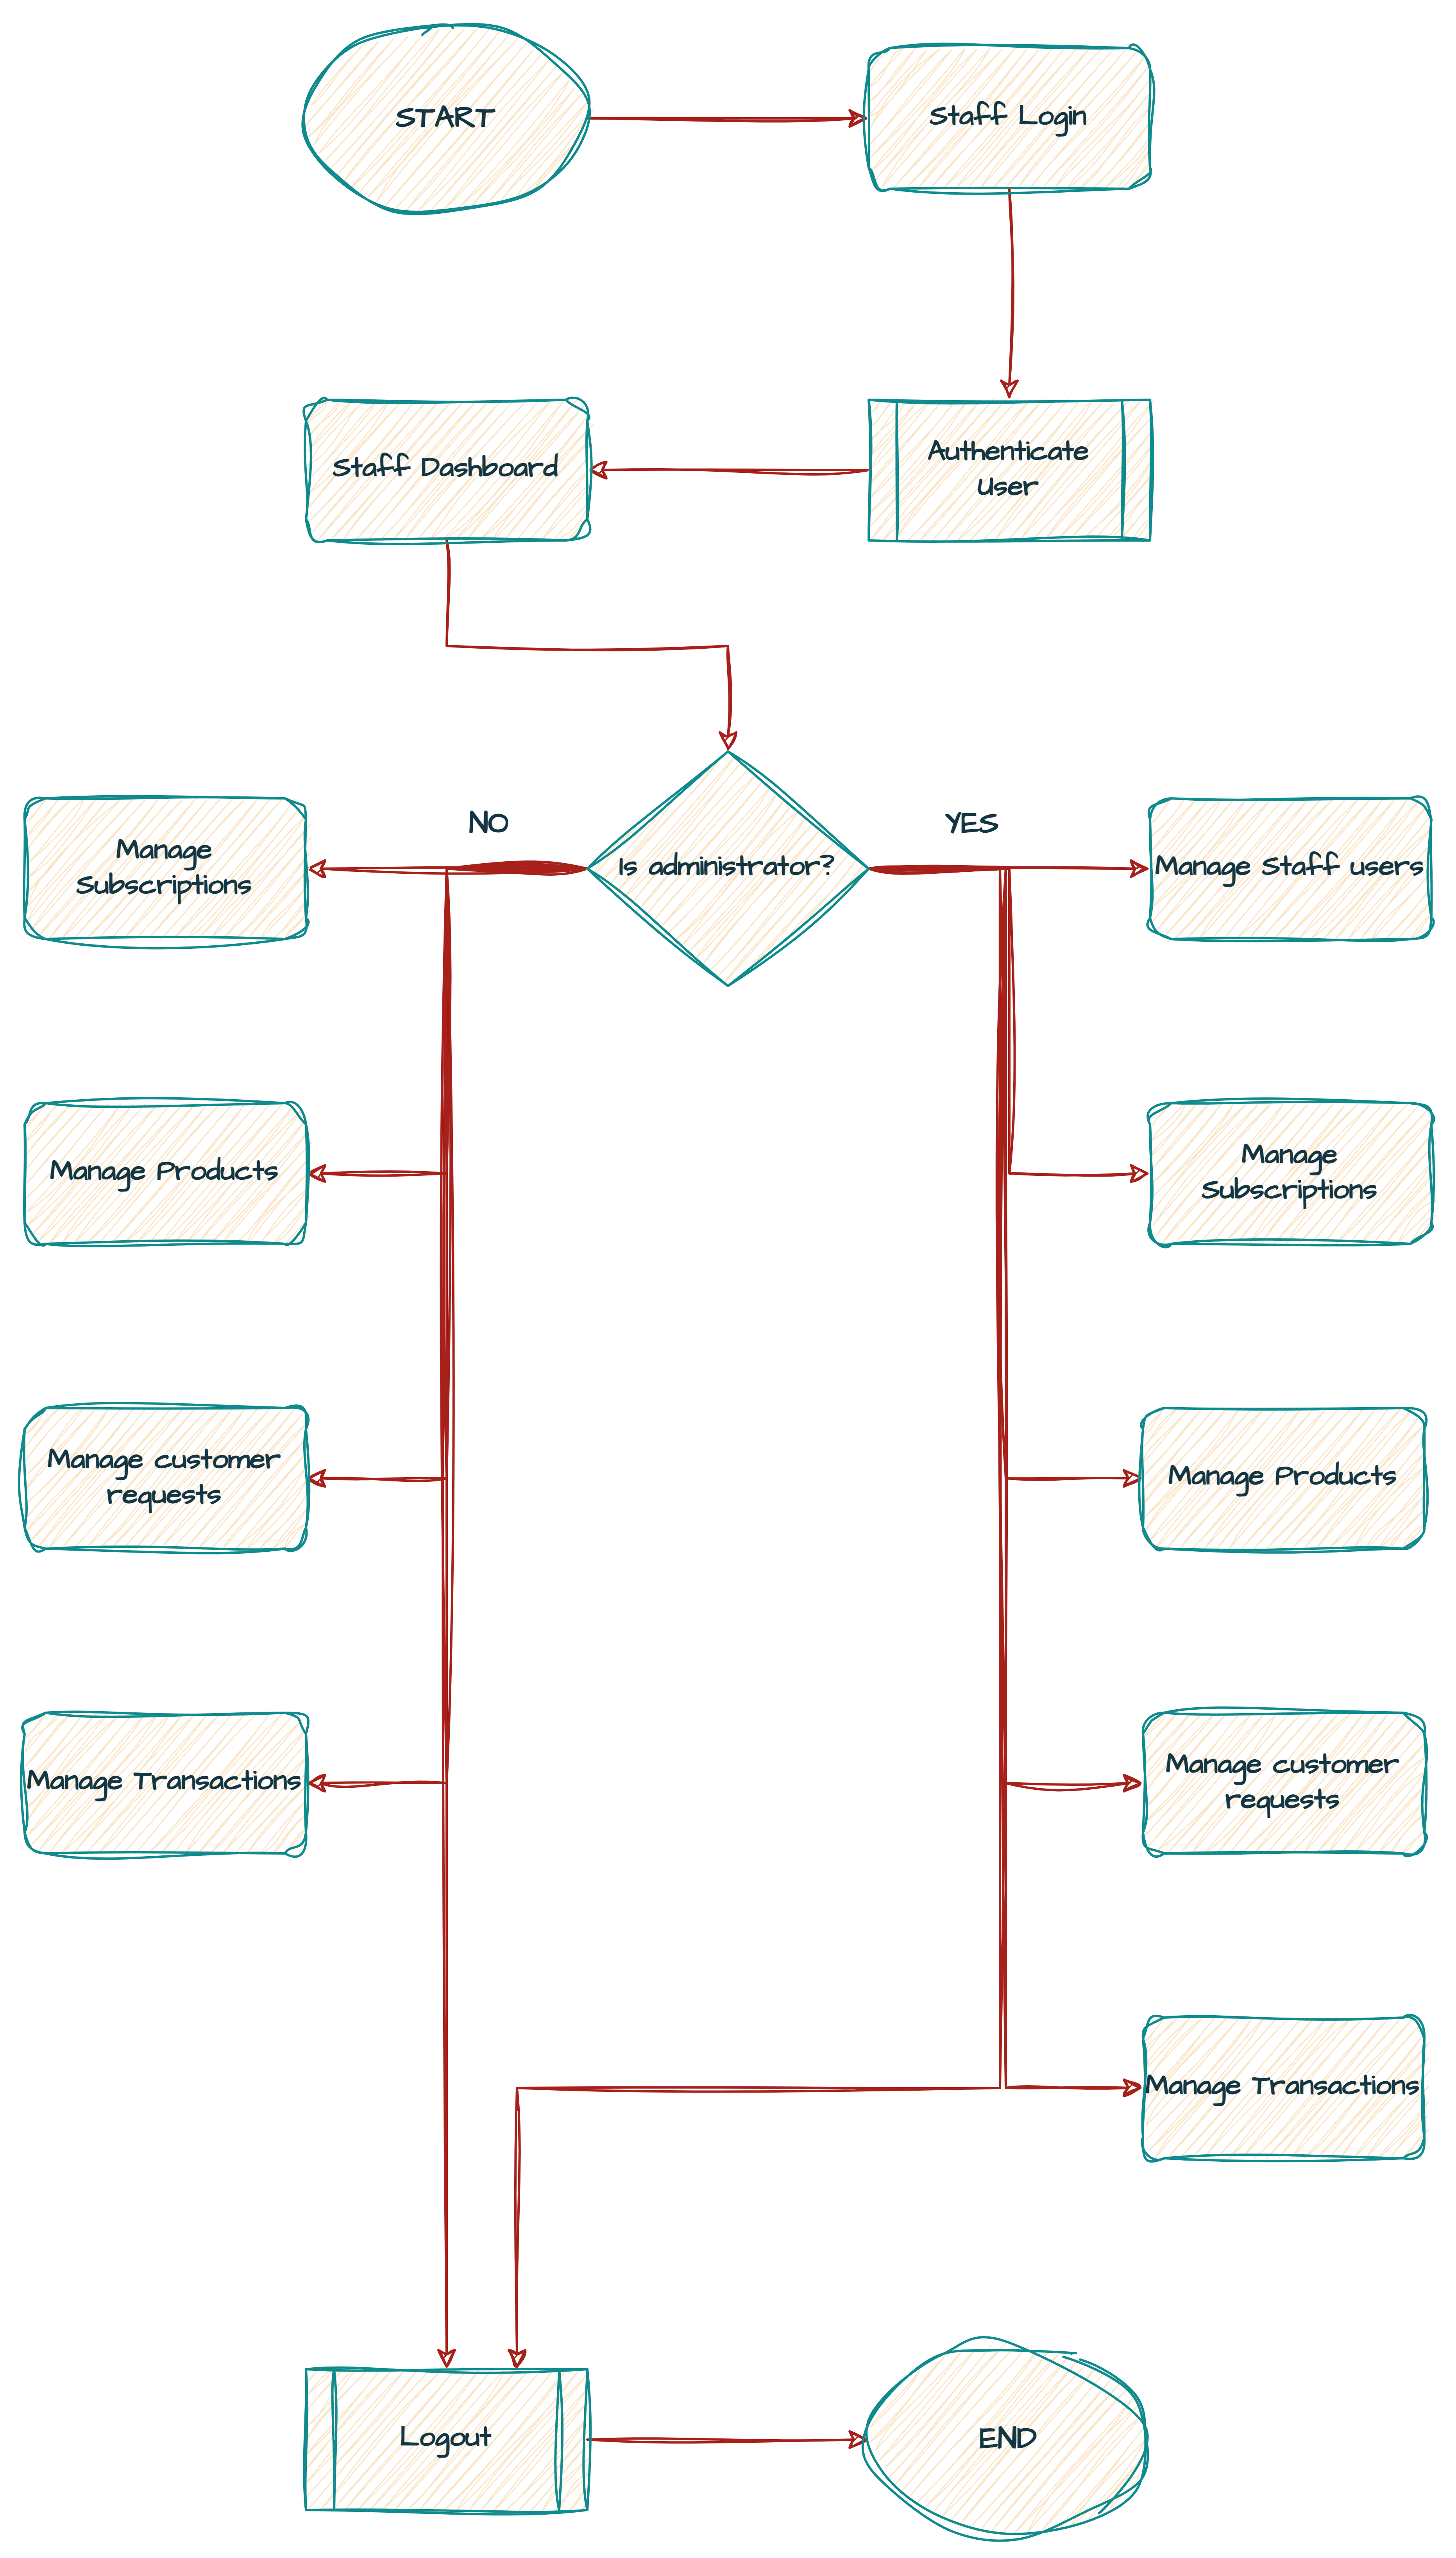 START
Staff Login
Staff Dashboard
Authenticate
User
NO
YES
Is administrator?
Manage
Subscriptions
Manage Staff users
Manage Products
Manage
Subscriptions
Manage customer
requests
Manage Products
Manage Transactions
Manage customer
requests
Manage Transactions
Logout
END